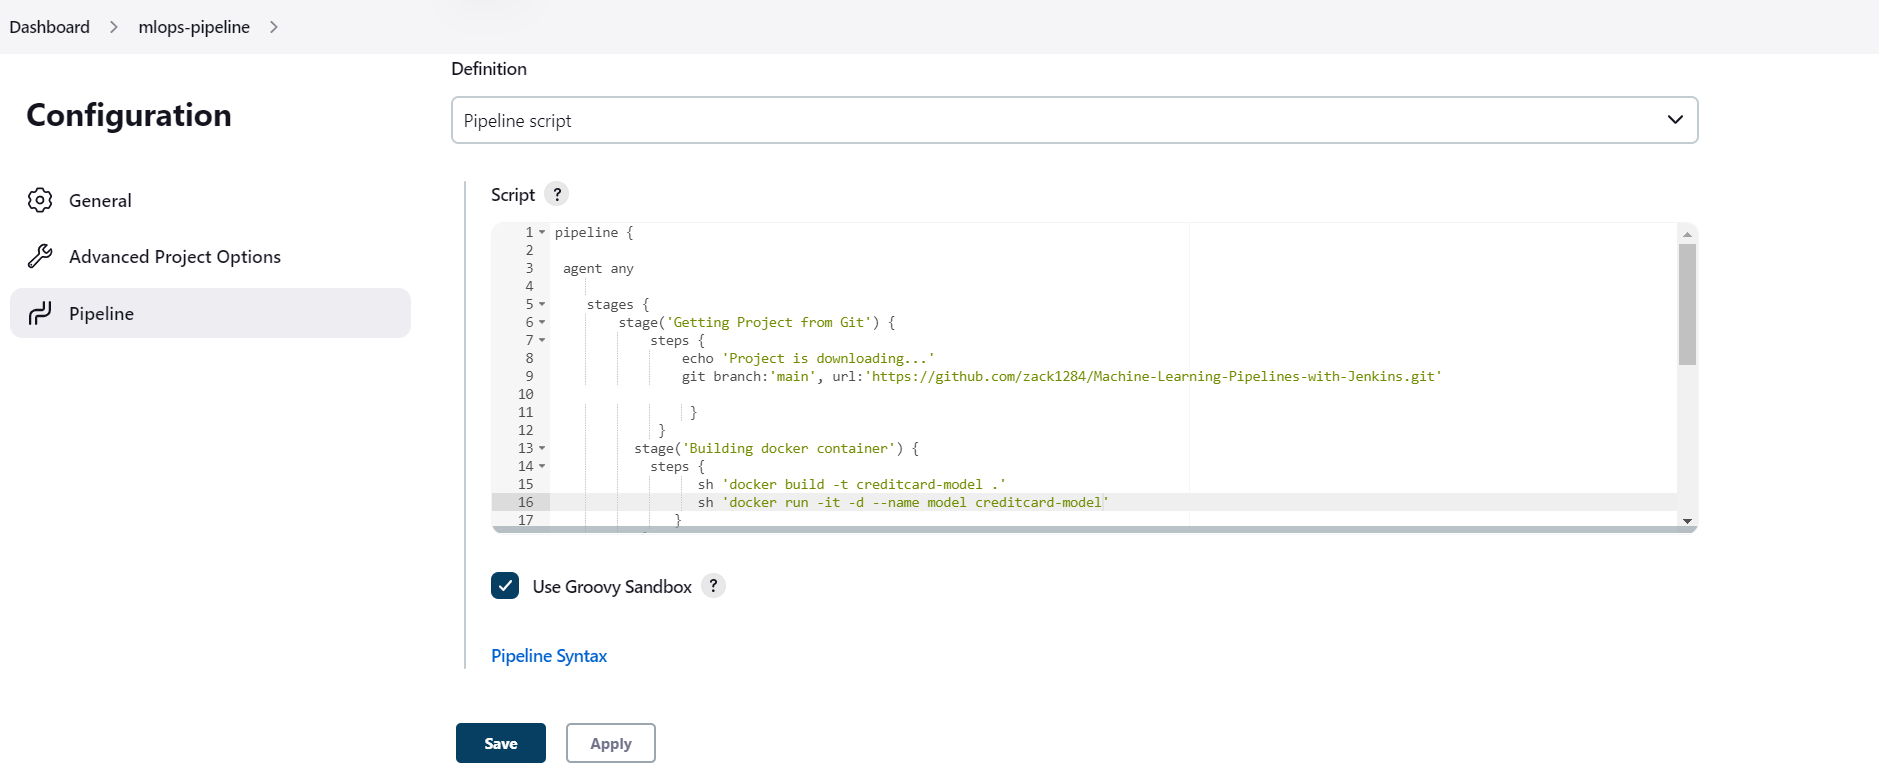 Dashboard > mlops-pipeline >
Configuration
General
Advanced Project Options
Pipeline
Definition
Pipeline script
Script ?
1 pipeline {
2
3 agent any
4
5 stages {
6 stage('Getting Project from Git') {
7 steps {
8 echo 'Project is downloading...'
9 git branch:'main', url:'https://github.com/zack1284/Machine-Learning-Pipelines-with-Jenkins.git'
10
11 }
12 }
13 stage('Building docker container') {
14 steps {
15 sh 'docker build -t creditcard-model .'
16 sh 'docker run -it -d --name model creditcard-model'
17 }
Use Groovy Sandbox ?
Pipeline Syntax
Save
Apply